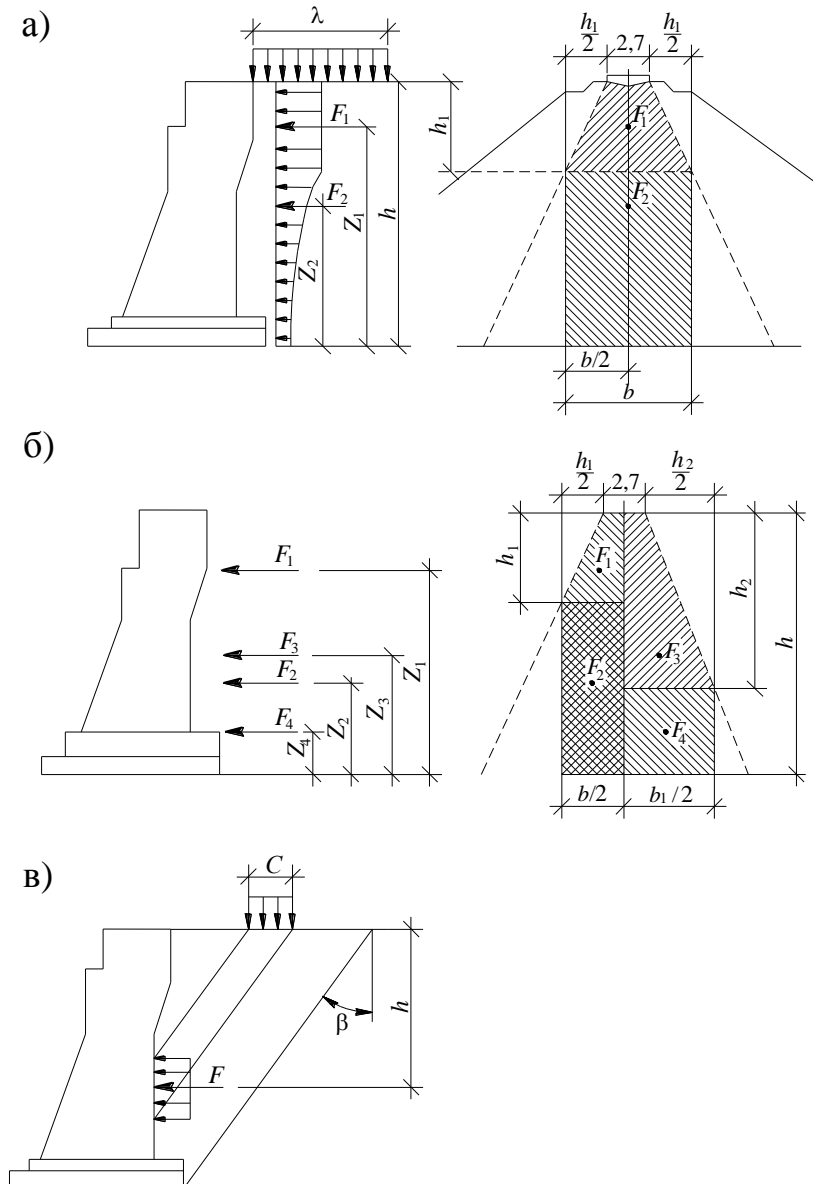 а)
λ
h₁/2 2,7 h₁/2
F₁
F₂
Z₂
Z₁
h
h₁
F₁
F₂
b/2
b
б)
F₁
F₃
F₂
F₄
Z₄
Z₂
Z₃
Z₁
h₁/2 2,7 h₂/2
h₁
F₁
F₂
F₃
F₄
h₂
h
b/2 b₁/2
в)
C
β
h
F